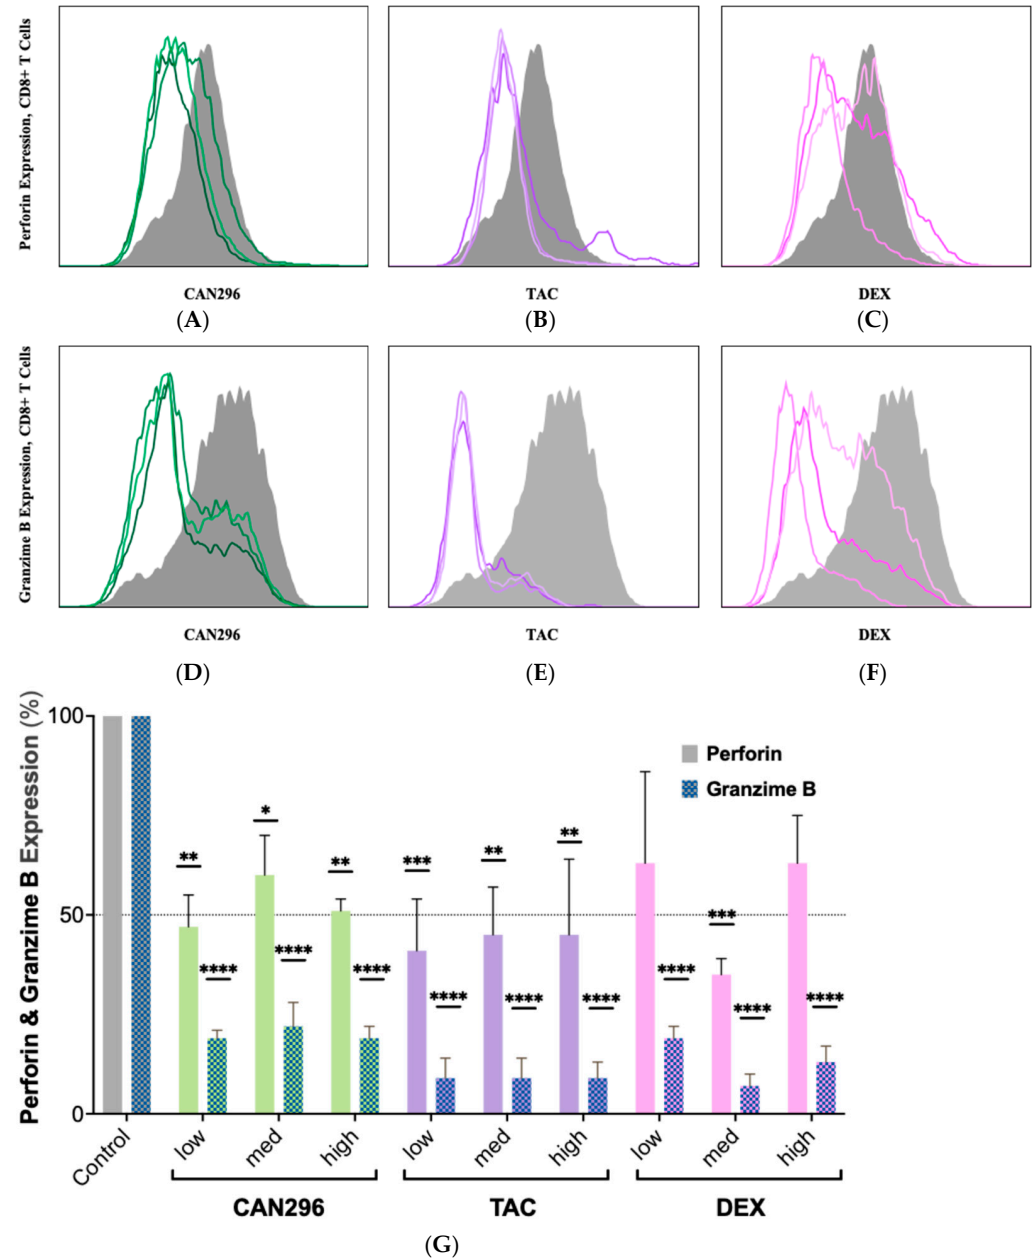 Perforin Expression, CD8+ T Cells
CAN296
TAC
DEX
(A)
(B)
(C)
Granzime B Expression, CD8+ T Cells
CAN296
TAC
DEX
(D)
(E)
(F)
Perforin & Granzime B Expression (%)
100
50
0
Perforin
Granzime B
**
****
*
****
**
****
***
****
**
****
**
****
****
***
****
****
Control
low
med
high
low
med
high
low
med
high
CAN296
TAC
DEX
(G)